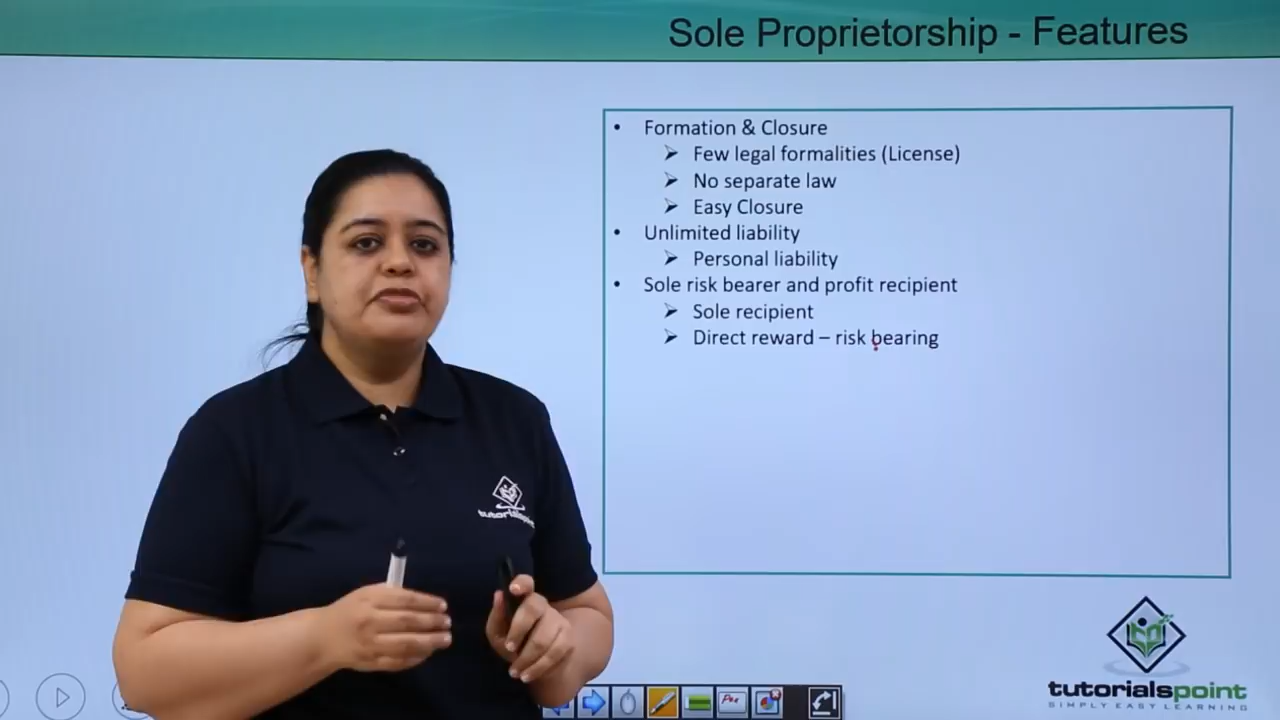 Sole Proprietorship - Features
• Formation & Closure
➢ Few legal formalities (License)
➢ No separate law
➢ Easy Closure
• Unlimited liability
➢ Personal liability
• Sole risk bearer and profit recipient
➢ Sole recipient
➢ Direct reward – risk bearing
tutorialspoint
tutorialspoint
SIMPLY EASY LEARNING